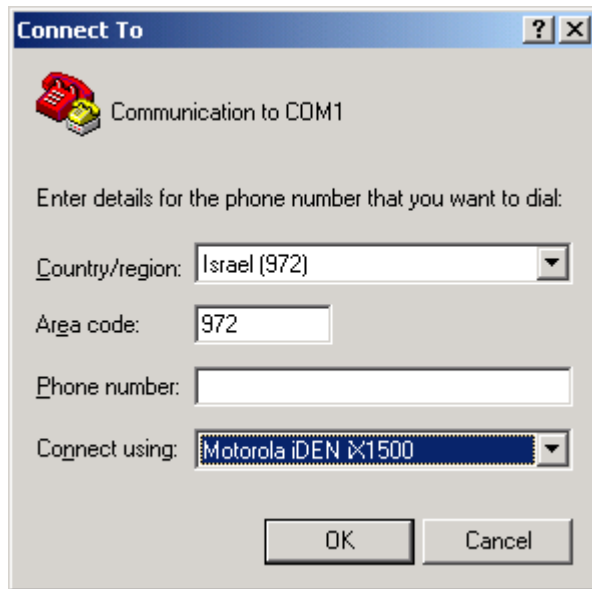 Connect To
Communication to COM1
Enter details for the phone number that you want to dial:
Country/region: Israel (972)
Area code: 972
Phone number:
Connect using: Motorola iDEN iX1500
OK Cancel